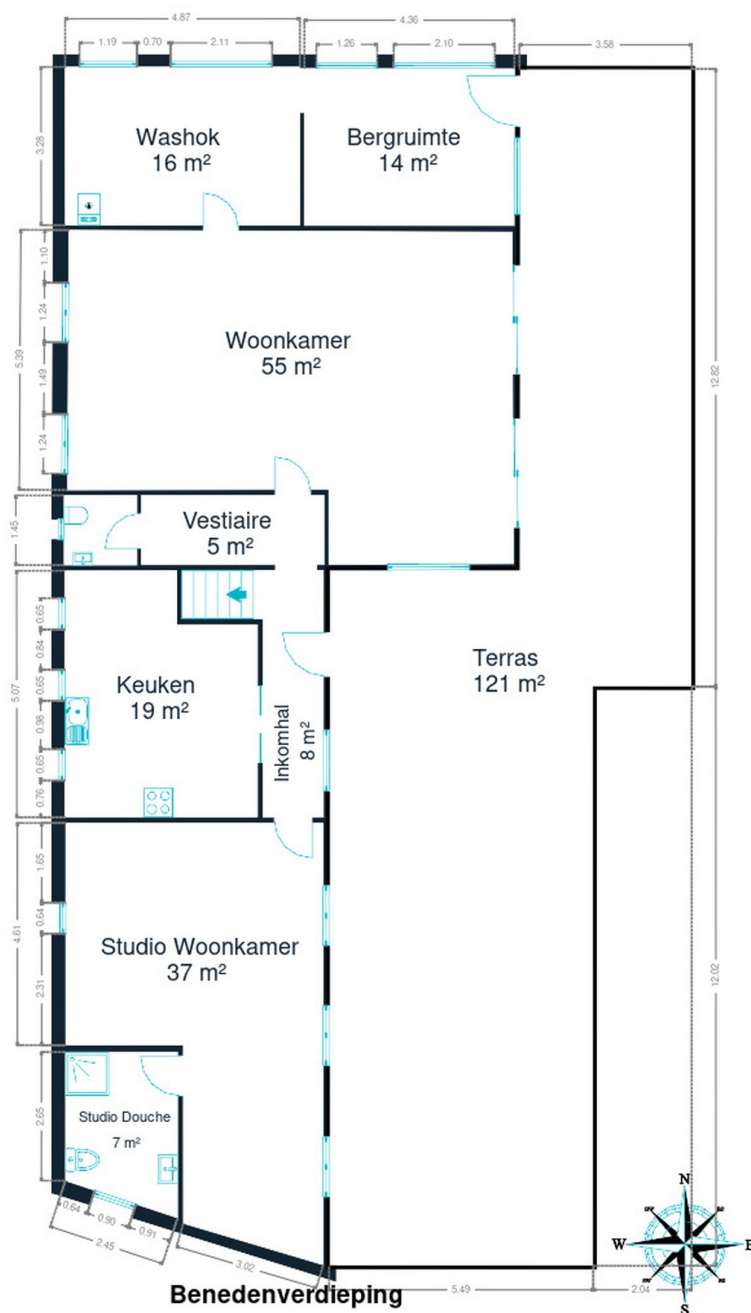 4.87
4.36
1.19 0.70 2.11
1.26 2.10
3.58
3.28
Washok
16 m²
Bergruimte
14 m²
1.10
1.24
5.39
1.49
1.24
Woonkamer
55 m²
12.82
1.45
Vestiaire
5 m²
0.65
0.84
0.65
5.07
0.98
0.65
0.76
Keuken
19 m²
Inkomhal
8 m²
Terras
121 m²
1.65
0.64
4.61
2.31
Studio Woonkamer
37 m²
12.02
2.65
Studio Douche
7 m²
0.64
0.90
0.91
2.45
3.02
5.49
2.04
N
W
E
S
Benedenverdieping